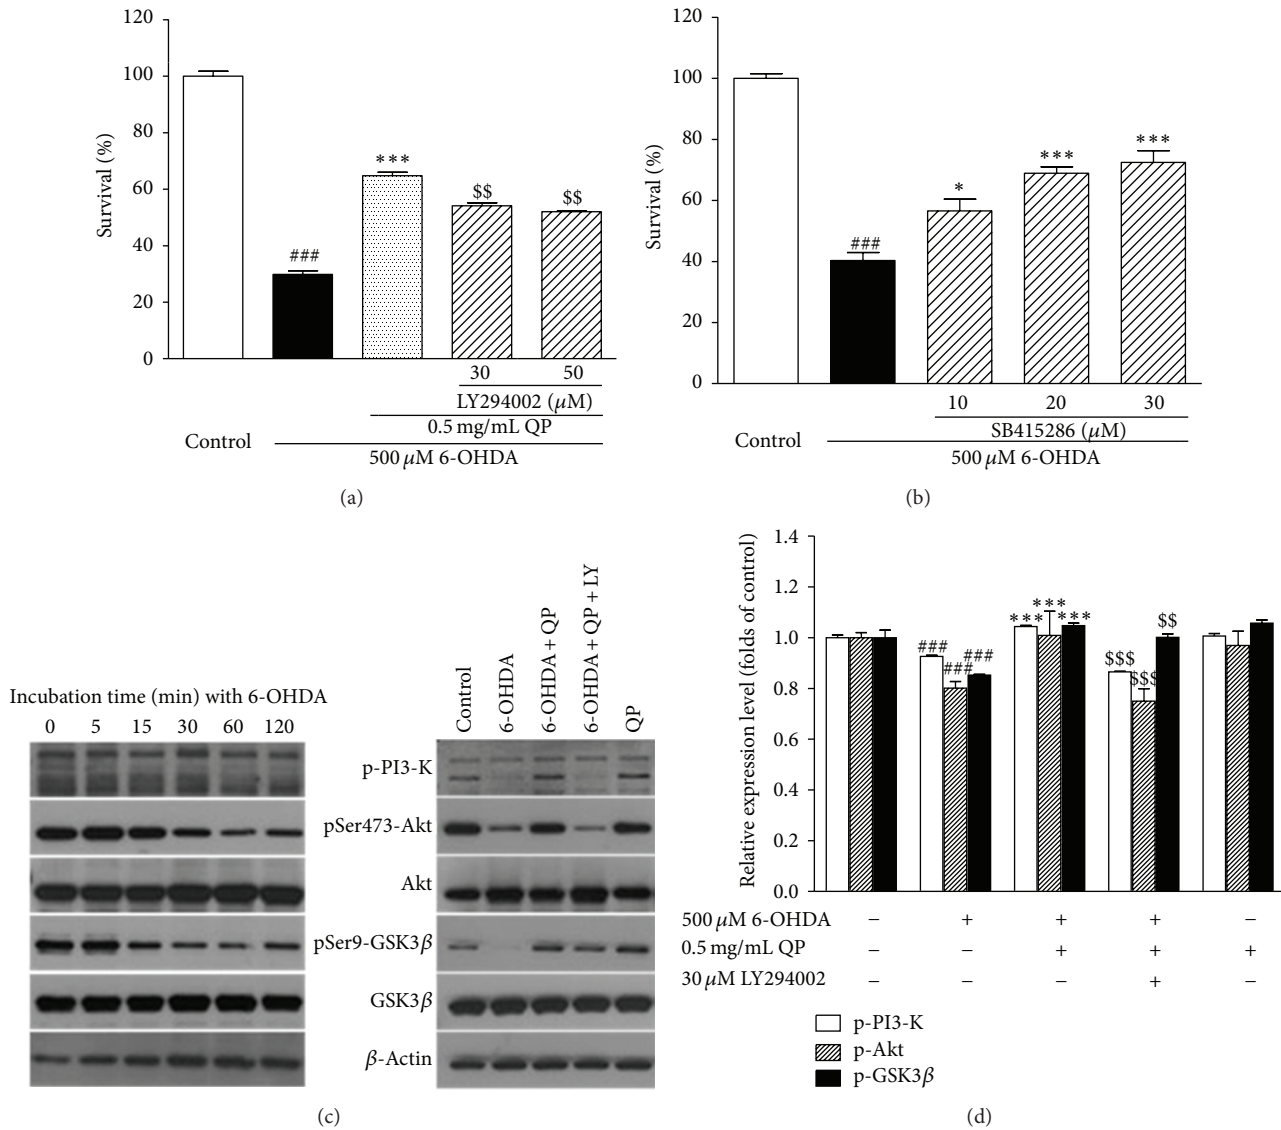 120
100
80
60
40
20
0
Survival (%)
###
***
$$
$$
30 50
LY294002 (μM)
0.5 mg/mL QP
Control
500 μM 6-OHDA
(a)
120
100
80
60
40
20
0
Survival (%)
###
*
***
***
10 20 30
SB415286 (μM)
Control
500 μM 6-OHDA
(b)
Incubation time (min) with 6-OHDA
0 5 15 30 60 120
Control
6-OHDA
6-OHDA + QP
6-OHDA + QP + LY
QP
p-PI3-K
pSer473-Akt
Akt
pSer9-GSK3β
GSK3β
β-Actin
(c)
1.4
1.2
1.0
0.8
0.6
0.4
0.2
0.0
Relative expression level (folds of control)
###
###
###
***
***
***
$$$
$$$
$$
500 μM 6-OHDA − + + + −
0.5 mg/mL QP − − + + +
30 μM LY294002 − − − + −
p-PI3-K
p-Akt
p-GSK3β
(d)